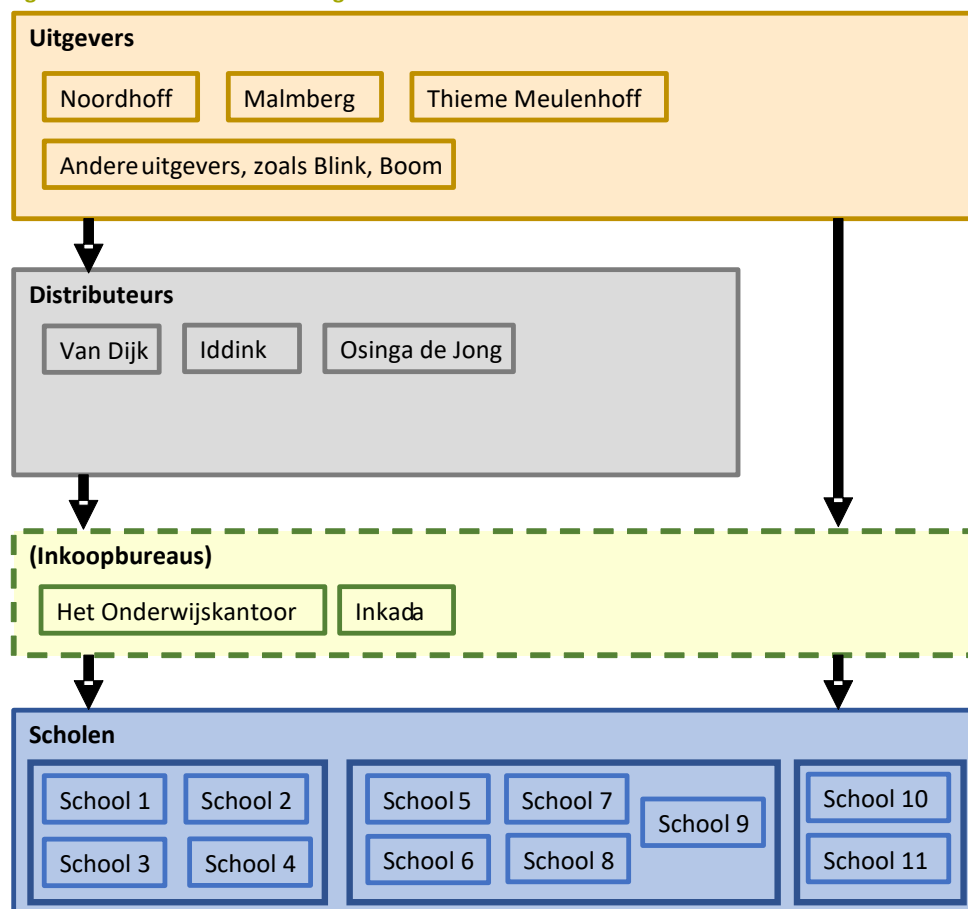 Uitgevers
Noordhoff
Malmberg
Thieme Meulenhoff
Andere uitgevers, zoals Blink, Boom
Distributeurs
Van Dijk
Iddink
Osinga de Jong
(Inkoopbureaus)
Het Onderwijskantoor
Inkada
Scholen
School 1
School 2
School 3
School 4
School 5
School 7
School 9
School 6
School 8
School 10
School 11